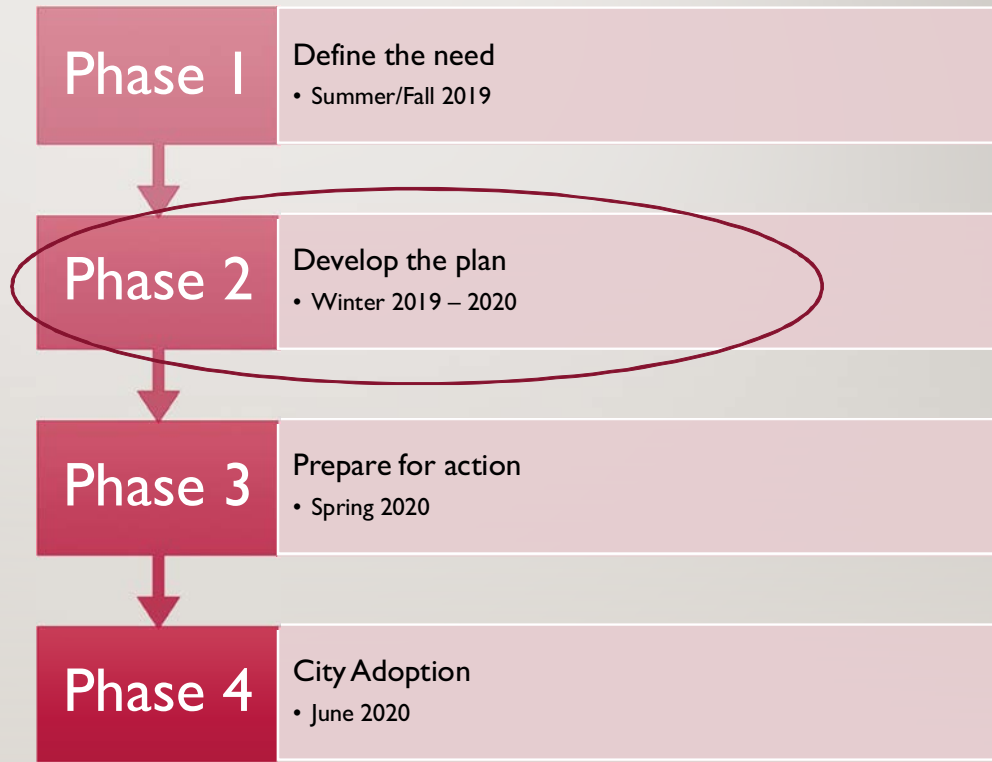 Phase 1
Define the need
• Summer/Fall 2019
Phase 2
Develop the plan
• Winter 2019 – 2020
Phase 3
Prepare for action
• Spring 2020
Phase 4
City Adoption
• June 2020